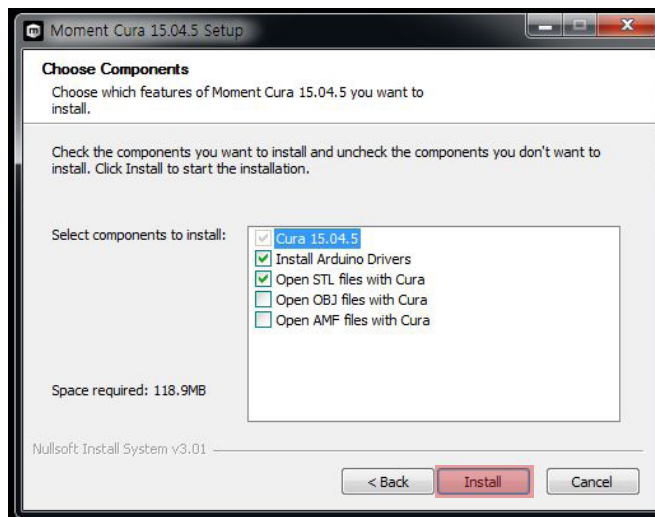 Moment Cura 15.04.5 Setup
Choose Components
Choose which features of Moment Cura 15.04.5 you want to
install.
Check the components you want to install and uncheck the components you don't want to
install. Click Install to start the installation.
Select components to install:
Cura 15.04.5
Install Arduino Drivers
Open STL files with Cura
Open OBJ files with Cura
Open AMF files with Cura
Space required: 118.9MB
Nullsoft Install System v3.01
< Back
Install
Cancel